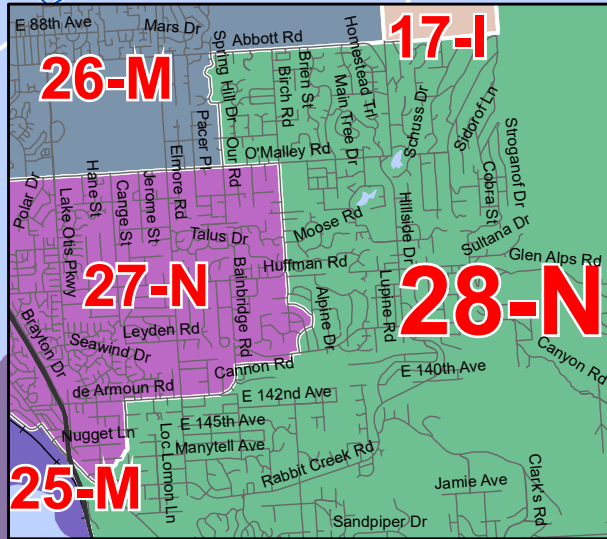 E 88th Ave
Mars Dr
Abbott Rd
17-I
26-M
Spring Hill Dr
Birch Rd
Brien St
Homestead Trl
Main Tree Dr
Schuss Dr
Sidorof Ln
Stroganof Dr
Pacer Pl
Our Rd
O'Malley Rd
Polar Dr
Lake Otis Pkwy
Hane St
Cange St
Jerome St
Elmore Rd
Cobra St
Hillside Dr
Moose Rd
Talus Dr
Sultana Dr
Glen Alps Rd
Huffman Rd
27-N
Bainbridge Rd
28-N
Alpine Dr
Lupine Rd
Brayton Dr
Leyden Rd
Seawind Dr
Canyon Rd
Cannon Rd
E 140th Ave
de Armoun Rd
E 142nd Ave
E 145th Ave
Nugget Ln
Loc Lomon Ln
Manytell Ave
Rabbit Creek Rd
25-M
Jamie Ave
Clark's Rd
Sandpiper Dr